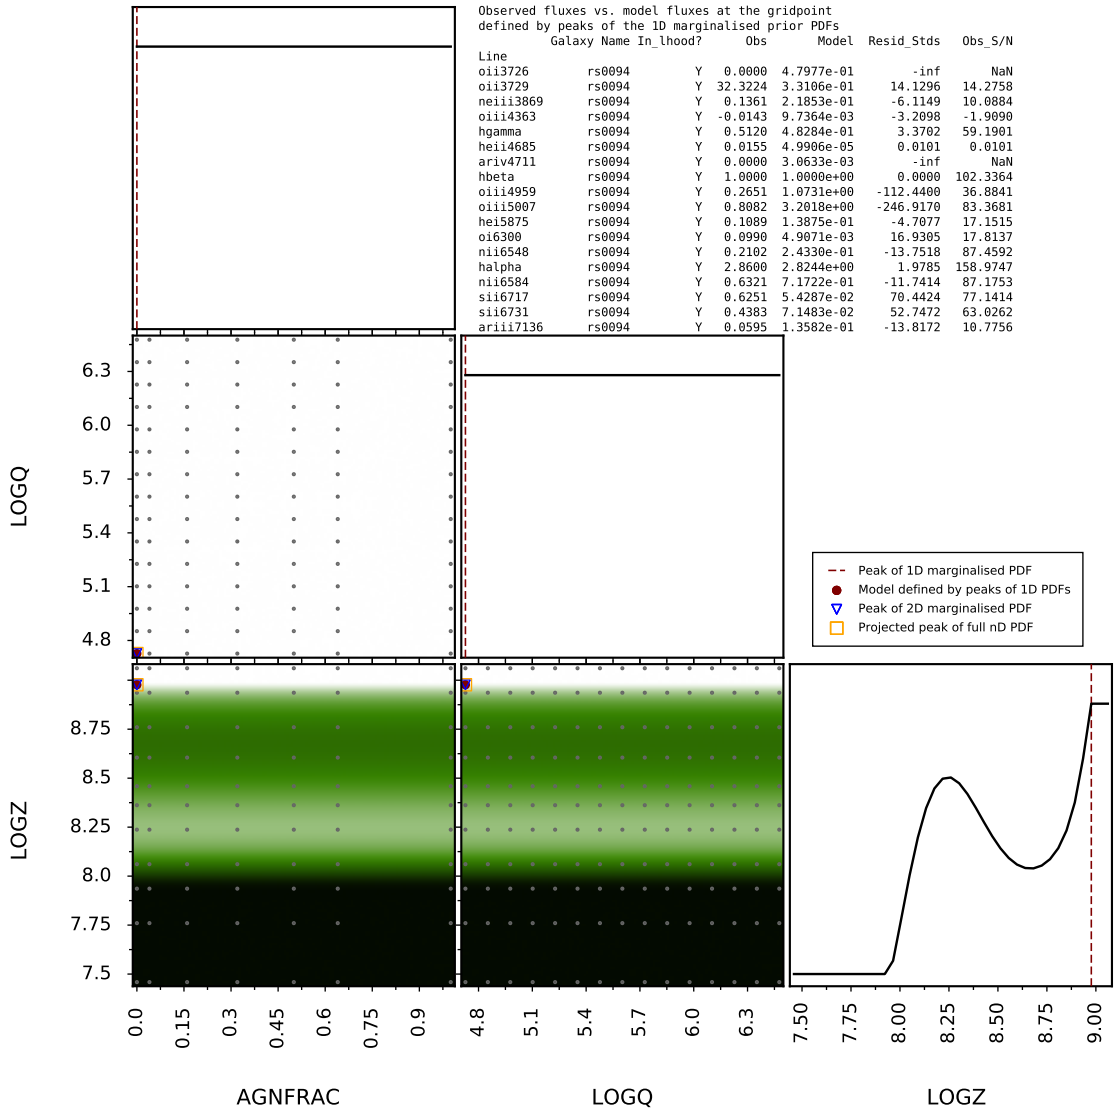 Observed fluxes vs. model fluxes at the gridpoint
defined by peaks of the 1D marginalised prior PDFs
Galaxy Name In_lhood? Obs Model Resid_Stds Obs_S/N
Line
oii3726 rs0094 Y 0.0000 4.7977e-01 -inf NaN
oii3729 rs0094 Y 32.3224 3.3106e-01 14.1296 14.2758
neiii3869 rs0094 Y 0.1361 2.1853e-01 -6.1149 10.0884
oiii4363 rs0094 Y -0.0143 9.7364e-03 -3.2098 -1.9090
hgamma rs0094 Y 0.5120 4.8284e-01 3.3702 59.1901
heii4685 rs0094 Y 0.0155 4.9906e-05 0.0101 0.0101
ariv4711 rs0094 Y 0.0000 3.0633e-03 -inf NaN
hbeta rs0094 Y 1.0000 1.0000e+00 0.0000 102.3364
oiii4959 rs0094 Y 0.2651 1.0731e+00 -112.4400 36.8841
oiii5007 rs0094 Y 0.8082 3.2018e+00 -246.9170 83.3681
hei5875 rs0094 Y 0.1089 1.3875e-01 -4.7077 17.1515
oi6300 rs0094 Y 0.0990 4.9071e-03 16.9305 17.8137
nii6548 rs0094 Y 0.2102 2.4330e-01 -13.7518 87.4592
halpha rs0094 Y 2.8600 2.8244e+00 1.9785 158.9747
nii6584 rs0094 Y 0.6321 7.1722e-01 -11.7414 87.1753
sii6717 rs0094 Y 0.6251 5.4287e-02 70.4424 77.1414
sii6731 rs0094 Y 0.4383 7.1483e-02 52.7472 63.0262
ariii7136 rs0094 Y 0.0595 1.3582e-01 -13.8172 10.7756
LOGQ
6.3
6.0
5.7
5.4
5.1
4.8
Peak of 1D marginalised PDF
Model defined by peaks of 1D PDFs
Peak of 2D marginalised PDF
Projected peak of full nD PDF
LOGZ
8.75
8.5
8.25
8.0
7.75
7.5
0.0 0.15 0.3 0.45 0.6 0.75 0.9
4.8 5.1 5.4 5.7 6.0 6.3
7.50 7.75 8.00 8.25 8.50 8.75 9.00
AGNFRAC LOGQ LOGZ